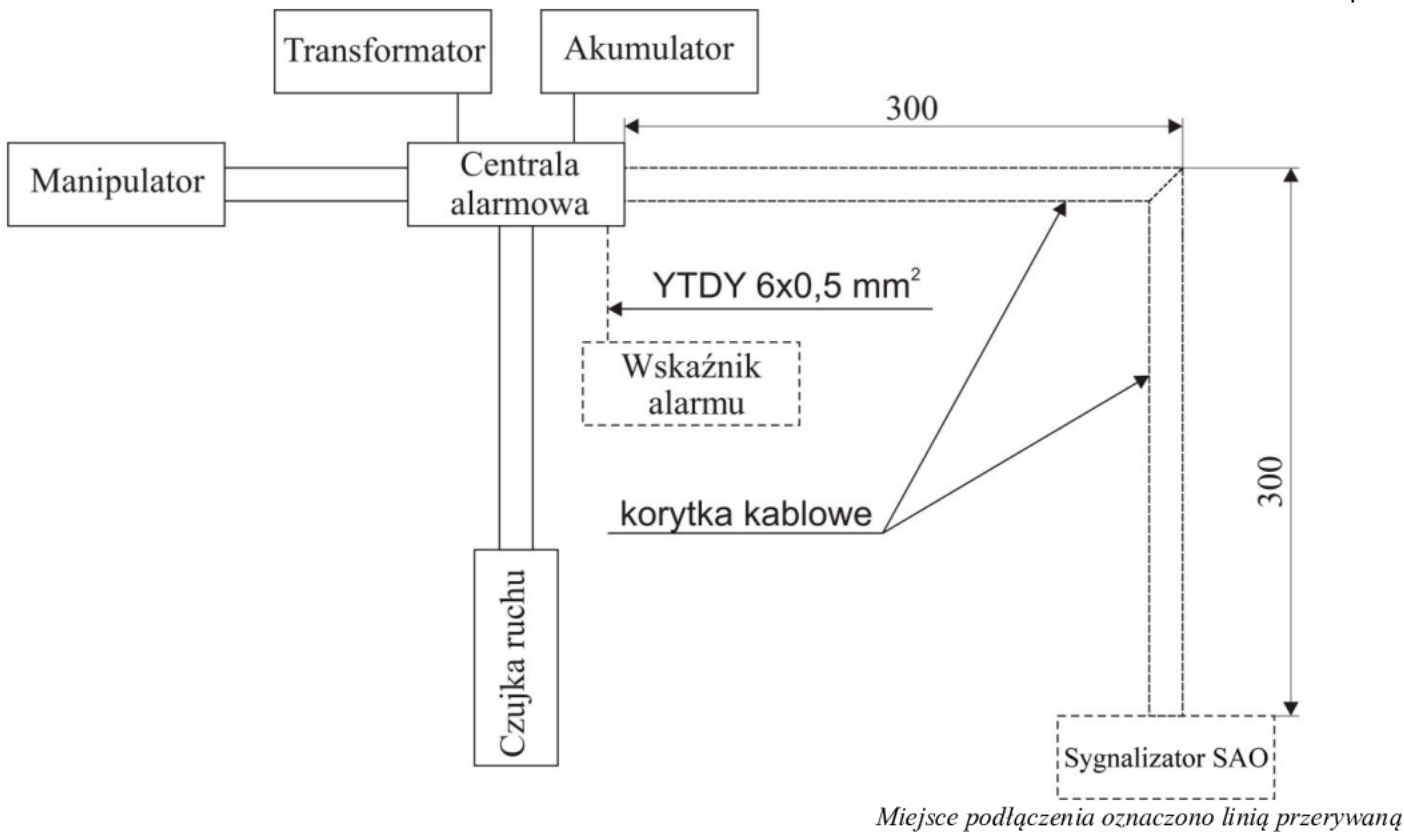 Transformator
Akumulator
300
Manipulator
Centrala
alarmowa
YTDY 6x0,5 mm²
Wskaźnik
alarmu
300
korytka kablowe
Czujka ruchu
Sygnalizator SAO
Miejsce podłączenia oznaczono linią przerywaną